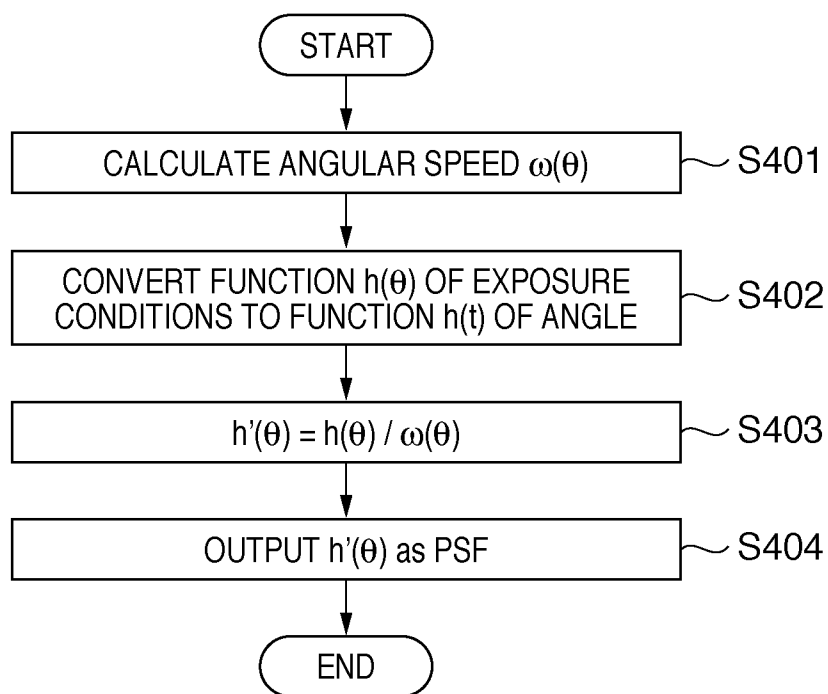 START
CALCULATE ANGULAR SPEED ω(θ)
S401
CONVERT FUNCTION h(θ) OF EXPOSURE
CONDITIONS TO FUNCTION h(t) OF ANGLE
S402
h'(θ) = h(θ) / ω(θ)
S403
OUTPUT h'(θ) as PSF
S404
END